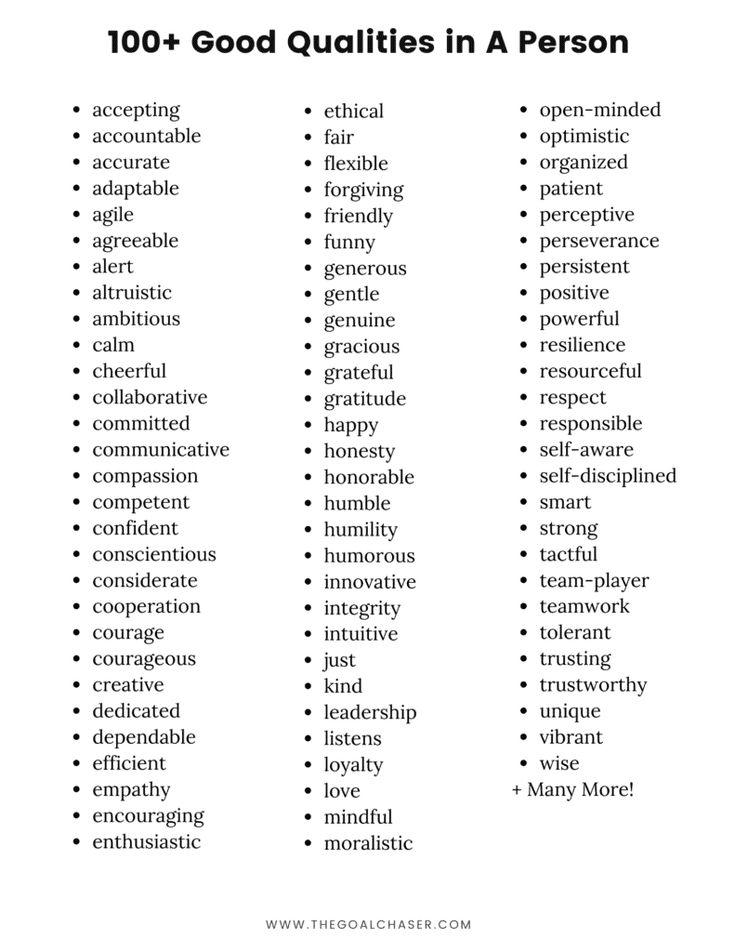 100+ Good Qualities in A Person
• accepting
• accountable
• accurate
• adaptable
• agile
• agreeable
• alert
• altruistic
• ambitious
• calm
• cheerful
• collaborative
• committed
• communicative
• compassion
• competent
• confident
• conscientious
• considerate
• cooperation
• courage
• courageous
• creative
• dedicated
• dependable
• efficient
• empathy
• encouraging
• enthusiastic
• ethical
• fair
• flexible
• forgiving
• friendly
• funny
• generous
• gentle
• genuine
• gracious
• grateful
• gratitude
• happy
• honesty
• honorable
• humble
• humility
• humorous
• innovative
• integrity
• intuitive
• just
• kind
• leadership
• listens
• loyalty
• love
• mindful
• moralistic
• open-minded
• optimistic
• organized
• patient
• perceptive
• perseverance
• persistent
• positive
• powerful
• resilience
• resourceful
• respect
• responsible
• self-aware
• self-disciplined
• smart
• strong
• tactful
• team-player
• teamwork
• tolerant
• trusting
• trustworthy
• unique
• vibrant
• wise
+ Many More!
WWW.THEGOALCHASER.COM